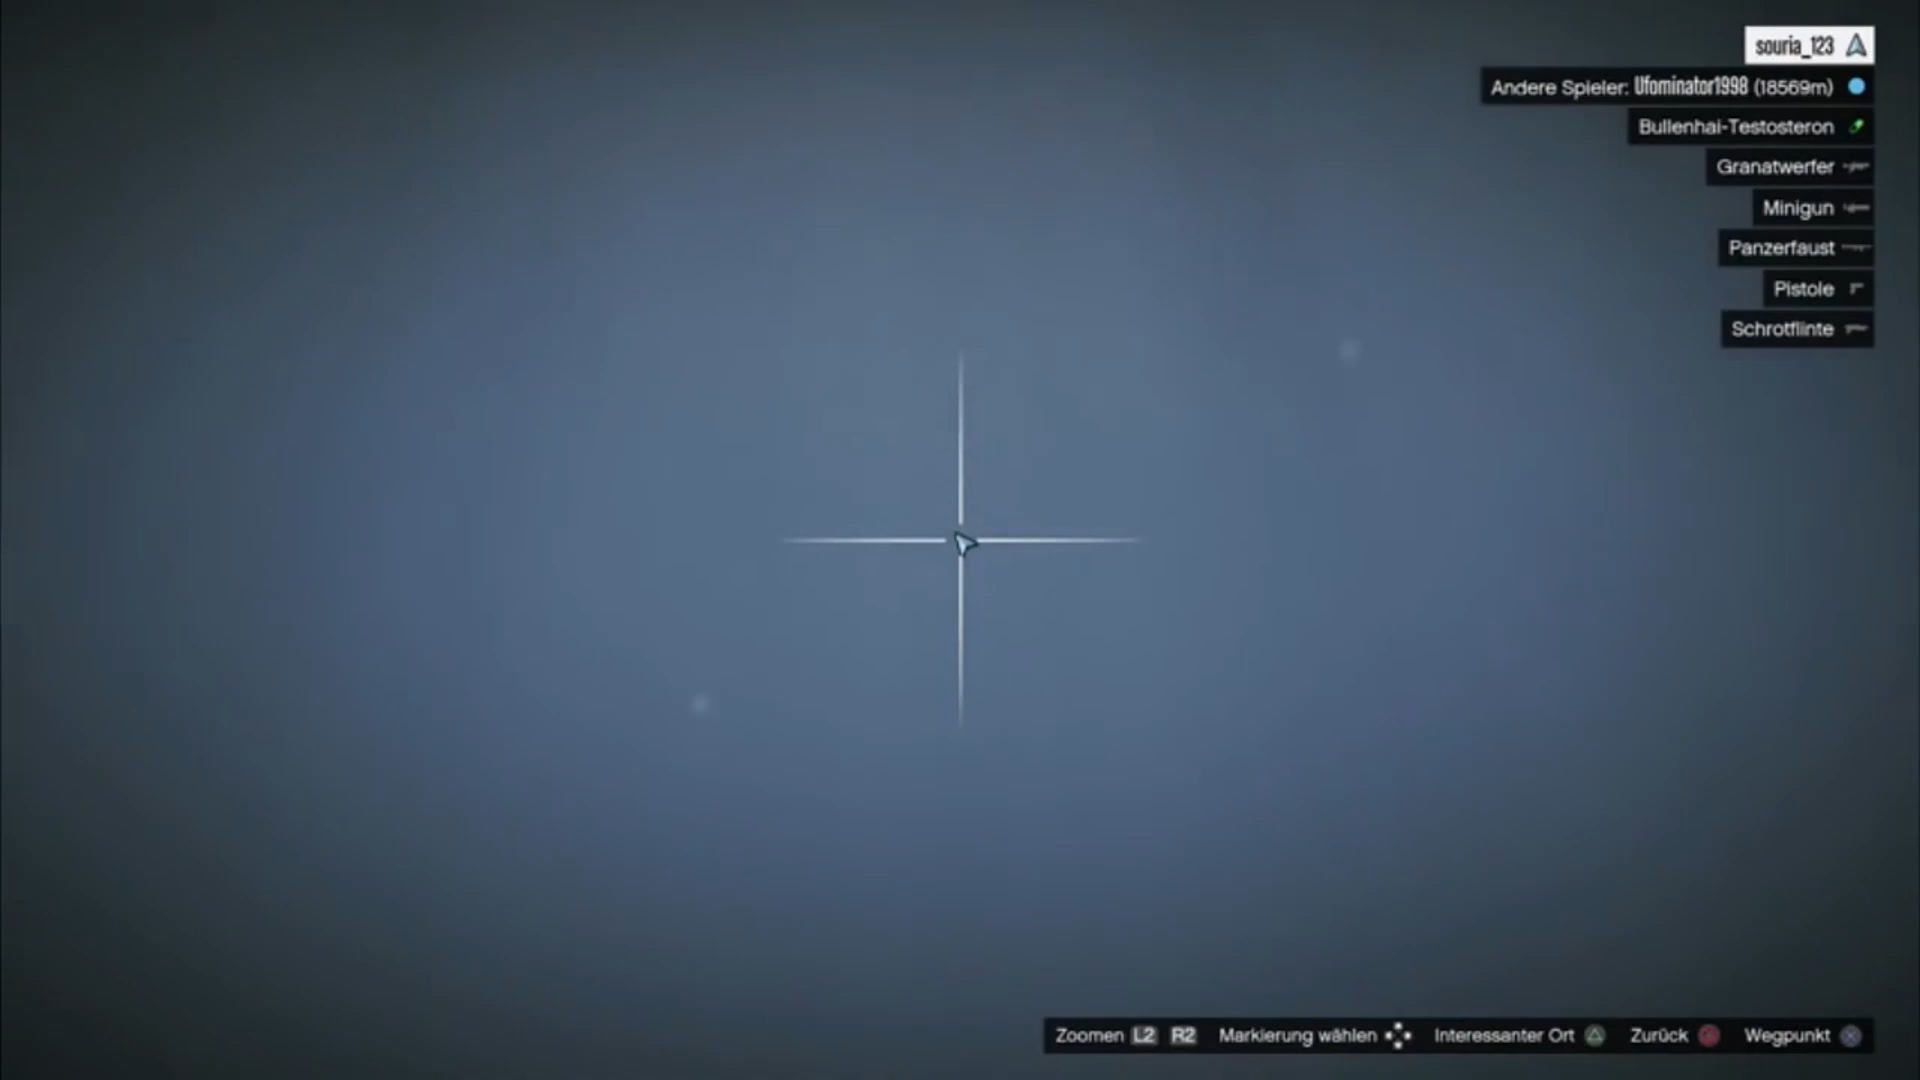 souria_123
Andere Spieler: Ufominator1998 (18569m)
Bullenhai-Testosteron
Granatwerfer
Minigun
Panzerfaust
Pistole
Schrotflinte
Zoomen L2 R2 Markierung wählen Interessanter Ort Zurück Wegpunkt